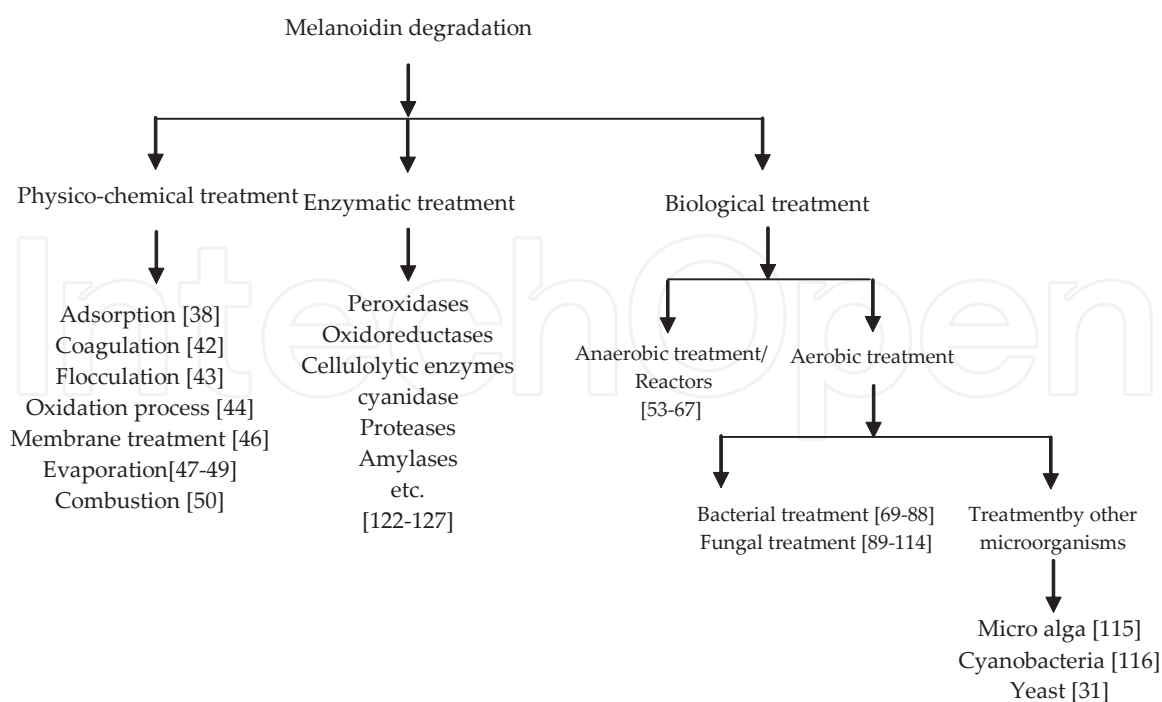 Melanoidin degradation
Physico-chemical treatment
Enzymatic treatment
Biological treatment
Adsorption [38]
Coagulation [42]
Flocculation [43]
Oxidation process [44]
Membrane treatment [46]
Evaporation[47-49]
Combustion [50]
Peroxidases
Oxidoreductases
Cellulolytic enzymes
cyanidase
Proteases
Amylases
etc.
[122-127]
Anaerobic treatment/
Reactors
[53-67]
Aerobic treatment
Bacterial treatment [69-88]
Fungal treatment [89-114]
Treatmentby other
microorganisms
Micro alga [115]
Cyanobacteria [116]
Yeast [31]
IntechOpen